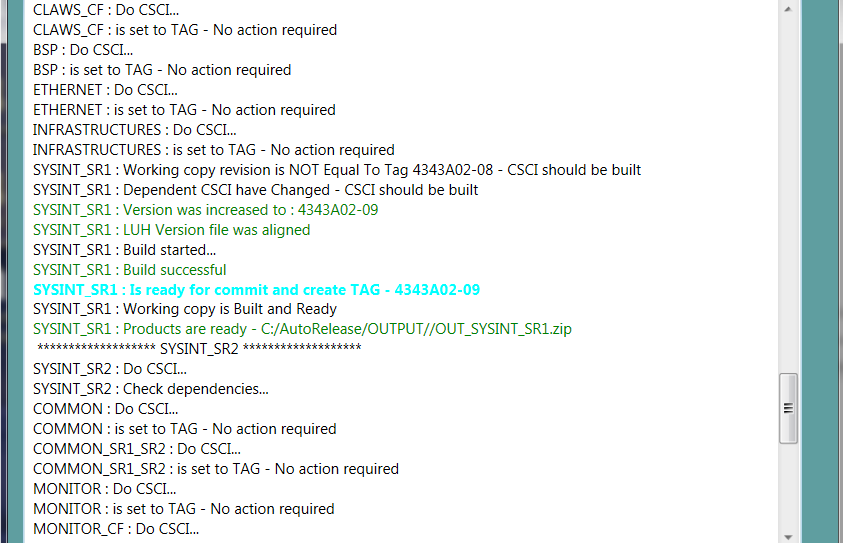 CLAWS_CF : Do CSCI...
CLAWS_CF : is set to TAG - No action required
BSP : Do CSCI...
BSP : is set to TAG - No action required
ETHERNET : Do CSCI...
ETHERNET : is set to TAG - No action required
INFRASTRUCTURES : Do CSCI...
INFRASTRUCTURES : is set to TAG - No action required
SYSINT_SR1 : Working copy revision is NOT Equal To Tag 4343A02-08 - CSCI should be built
SYSINT_SR1 : Dependent CSCI have Changed - CSCI should be built
SYSINT_SR1 : Version was increased to : 4343A02-09
SYSINT_SR1 : LUH Version file was aligned
SYSINT_SR1 : Build started...
SYSINT_SR1 : Build successful
SYSINT_SR1 : Is ready for commit and create TAG - 4343A02-09
SYSINT_SR1 : Working copy is Built and Ready
SYSINT_SR1 : Products are ready - C:/AutoRelease/OUTPUT//OUT_SYSINT_SR1.zip
******************* SYSINT_SR2 *******************
SYSINT_SR2 : Do CSCI...
SYSINT_SR2 : Check dependencies...
COMMON : Do CSCI...
COMMON : is set to TAG - No action required
COMMON_SR1_SR2 : Do CSCI...
COMMON_SR1_SR2 : is set to TAG - No action required
MONITOR : Do CSCI...
MONITOR : is set to TAG - No action required
MONITOR_CF : Do CSCI...